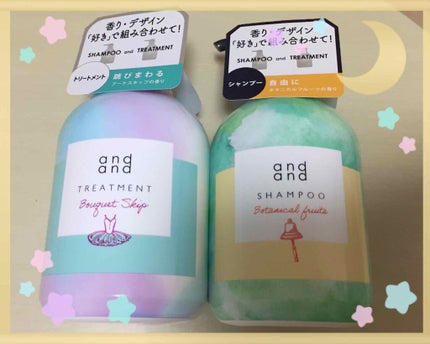 香り・デザイン
「好き」で組み合わせて!
SHAMPOO and TREATMENT
トリートメント
跳びまわる
ブーケスキップの香り
and
and
TREATMENT
Bouquet Skip
香り・デザイン
「好き」で組み合わせて!
SHAMPOO and TREATMENT
シャンプー
自由に
ボタニカルフルーツの香り
and
and
SHAMPOO
Botanical fruits